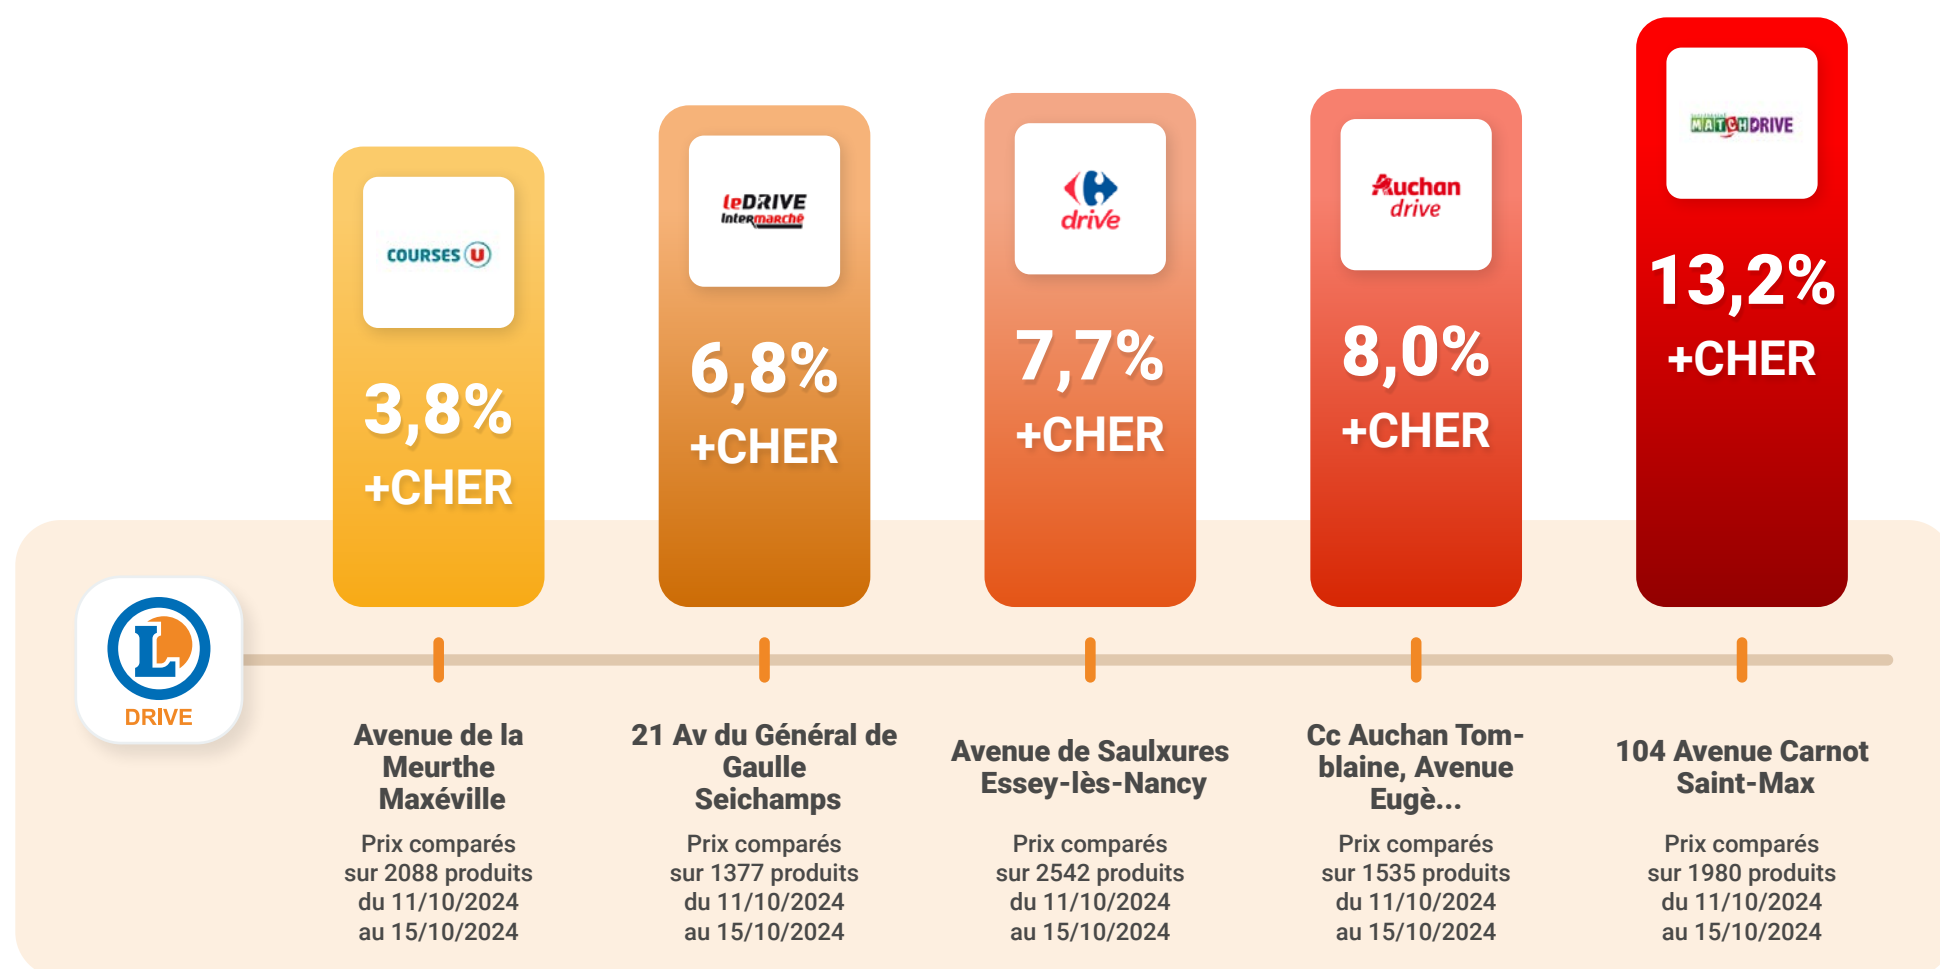 COURSES U
3,8%
+CHER
leDRIVE
Intermarché
6,8%
+CHER
drive
7,7%
+CHER
Auchan
drive
8,0%
+CHER
MATCH DRIVE
13,2%
+CHER
L
DRIVE
Avenue de la
Meurthe
Maxéville
Prix comparés
sur 2088 produits
du 11/10/2024
au 15/10/2024
21 Av du Général de
Gaulle
Seichamps
Prix comparés
sur 1377 produits
du 11/10/2024
au 15/10/2024
Avenue de Saulxures
Essey-lès-Nancy
Prix comparés
sur 2542 produits
du 11/10/2024
au 15/10/2024
Cc Auchan Tom-
blaine, Avenue
Eugè...
Prix comparés
sur 1535 produits
du 11/10/2024
au 15/10/2024
104 Avenue Carnot
Saint-Max
Prix comparés
sur 1980 produits
du 11/10/2024
au 15/10/2024